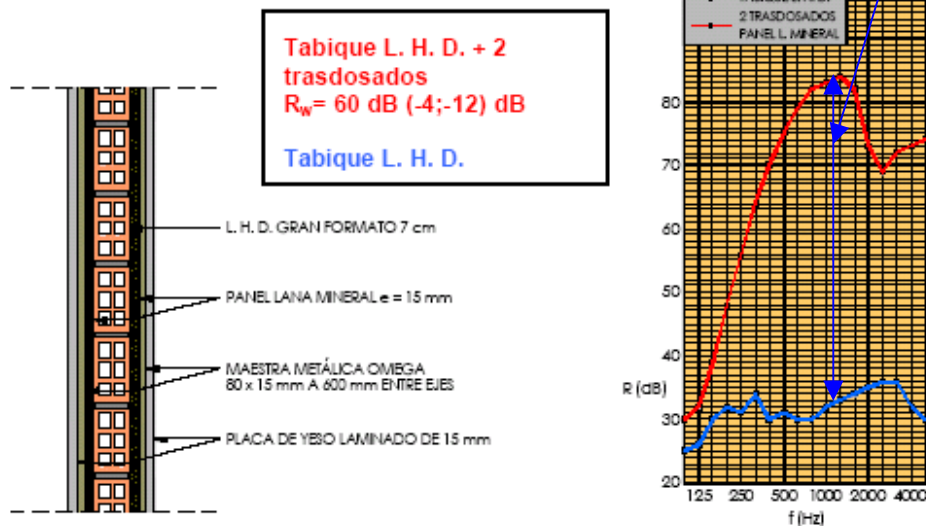 Tabique L. H. D. + 2
trasdosados
Rw= 60 dB (-4;-12) dB
Tabique L. H. D.
L. H. D. GRAN FORMATO 7 cm
PANEL LANA MINERAL e = 15 mm
MAESTRA METÁLICA OMEGA
80 x 15 mm A 600 mm ENTRE EJES
PLACA DE YESO LAMINADO DE 15 mm
2 TRASDOSADOS
PANEL L. MINERAL
80
70
60
50
40
R (dB)
30
20
125 250 500 1000 2000 4000
f (Hz)